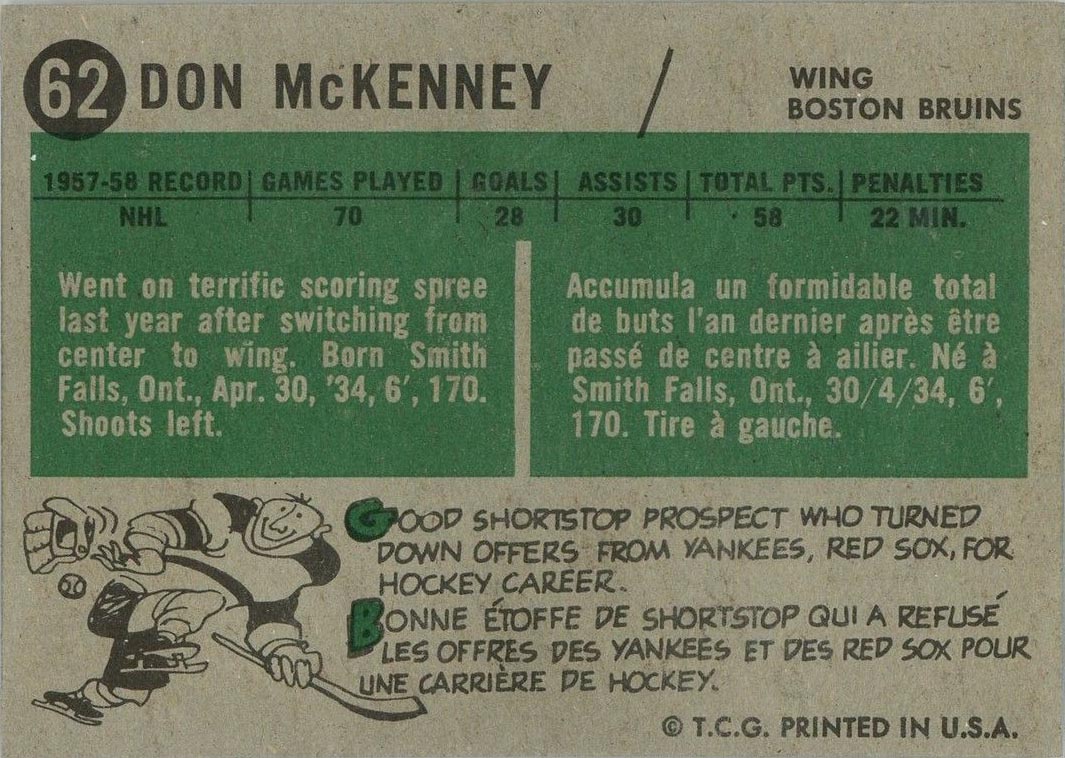 62 DON McKENNEY
WING
BOSTON BRUINS
1957-58 RECORD GAMES PLAYED GOALS ASSISTS TOTAL PTS. PENALTIES
NHL 70 28 30 58 22 MIN.
Went on terrific scoring spree
last year after switching from
center to wing. Born Smith
Falls, Ont., Apr. 30, '34, 6', 170.
Shoots left.
Accumula un formidable total
de buts l'an dernier après être
passé de centre à ailier. Né à
Smith Falls, Ont., 30/4/34, 6',
170. Tire à gauche.
GOOD SHORTSTOP PROSPECT WHO TURNED
DOWN OFFERS FROM YANKEES, RED SOX, FOR
HOCKEY CAREER.
BONNE ÉTOFFE DE SHORTSTOP QUI A REFUSÉ
LES OFFRES DES YANKEES ET DES RED SOX POUR
UNE CARRIÈRE DE HOCKEY.
© T.C.G. PRINTED IN U.S.A.